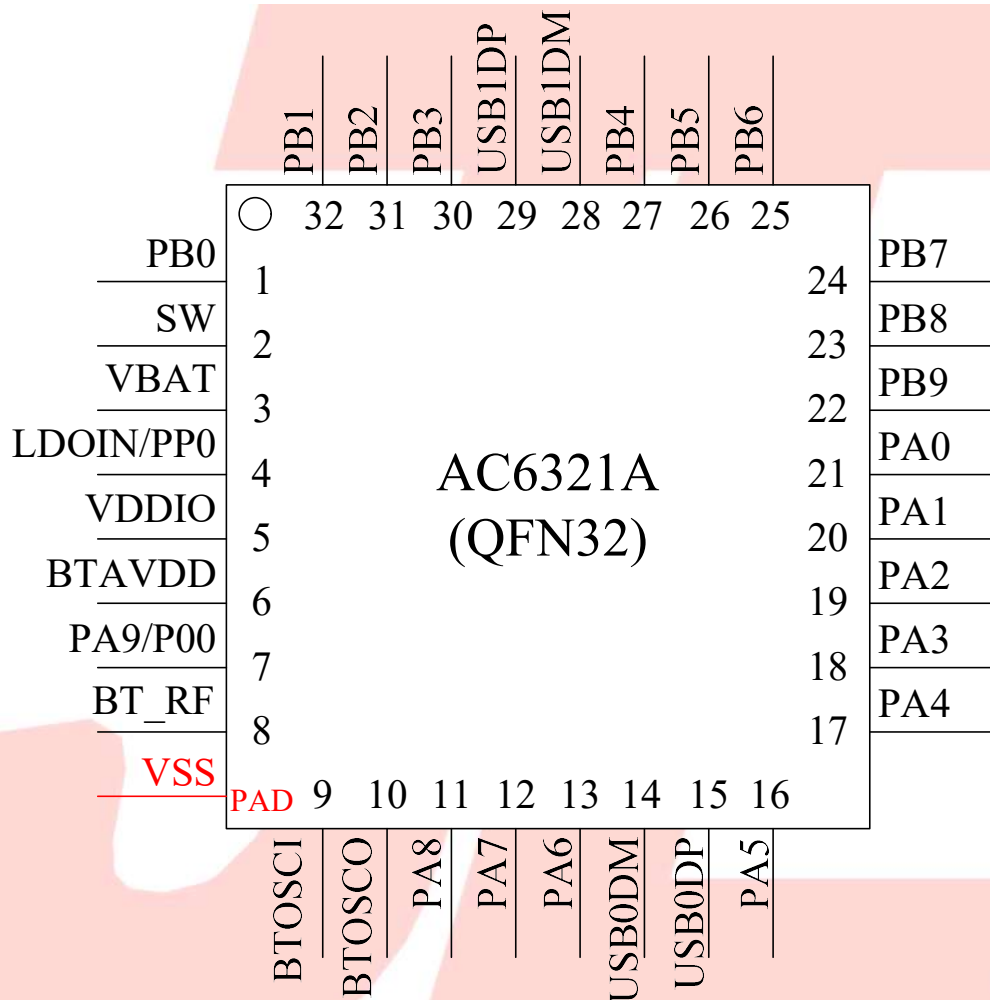 PB1
PB2
PB3
USB1DP
USB1DM
PB4
PB5
PB6
32 31 30 29 28 27 26 25
PB0 1
SW 2
VBAT 3
LDOIN/PP0 4
VDDIO 5
BTAVDD 6
PA9/P00 7
BT_RF 8
VSS PAD
AC6321A
(QFN32)
24 PB7
23 PB8
22 PB9
21 PA0
20 PA1
19 PA2
18 PA3
17 PA4
9 10 11 12 13 14 15 16
BTOSCI
BTOSCO
PA8
PA7
PA6
USB0DM
USB0DP
PA5